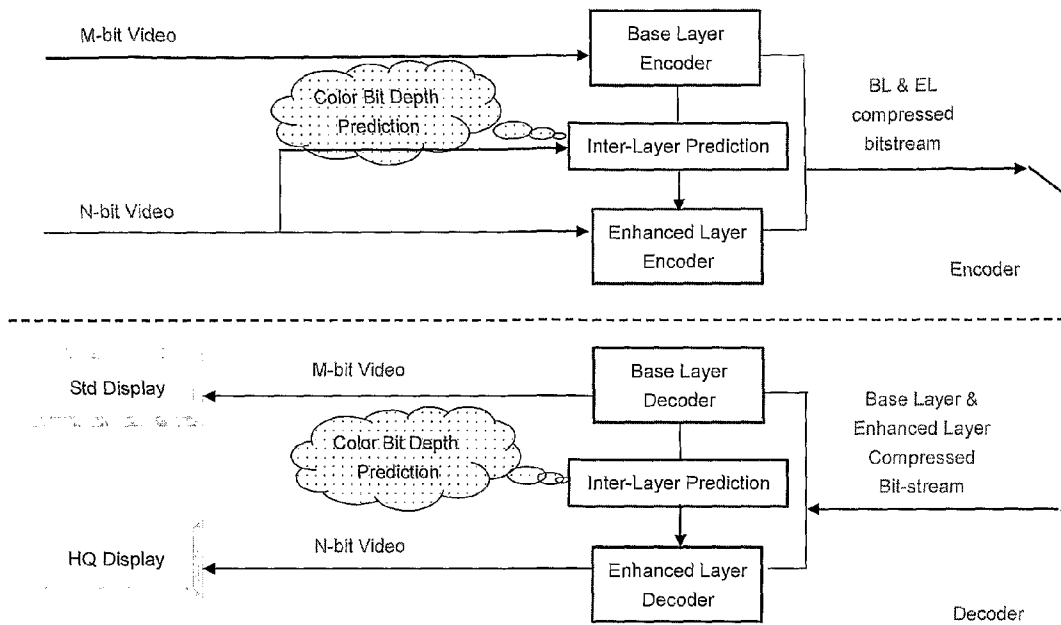 M-bit Video
Base Layer
Encoder
Color Bit Depth
Prediction
BL & EL
compressed
bitstream
Inter-Layer Prediction
N-bit Video
Enhanced Layer
Encoder
Encoder
Std Display
M-bit Video
Base Layer
Decoder
Base Layer &
Enhanced Layer
Compressed
Bit-stream
Color Bit Depth
Prediction
Inter-Layer Prediction
HQ Display
N-bit Video
Enhanced Layer
Decoder
Decoder